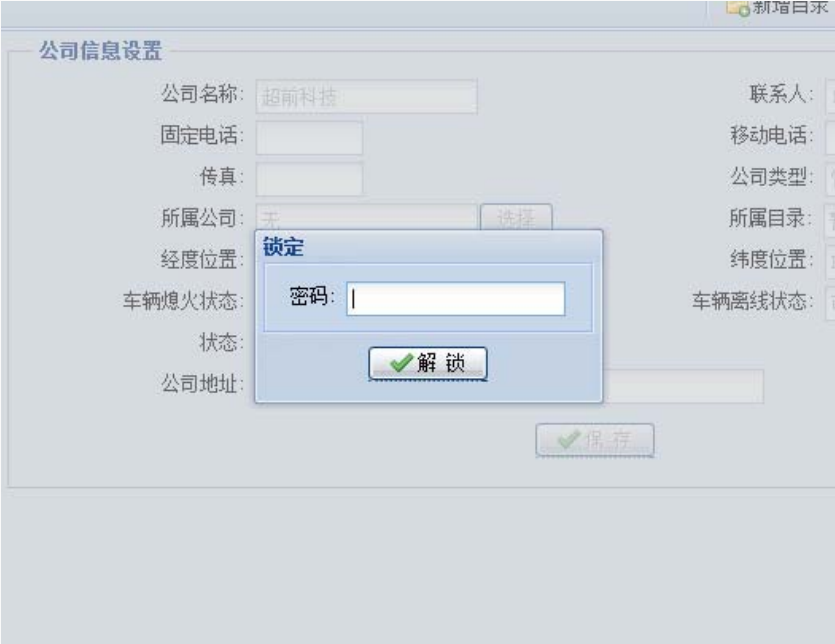 新增目录
公司信息设置
公司名称: 超前科技 联系人:
固定电话: 移动电话:
传真: 公司类型:
所属公司: 无 选择 所属目录:
锁定
经度位置: 纬度位置:
密码:
车辆熄火状态: 车辆离线状态:
状态:
解 锁
公司地址:
保 存